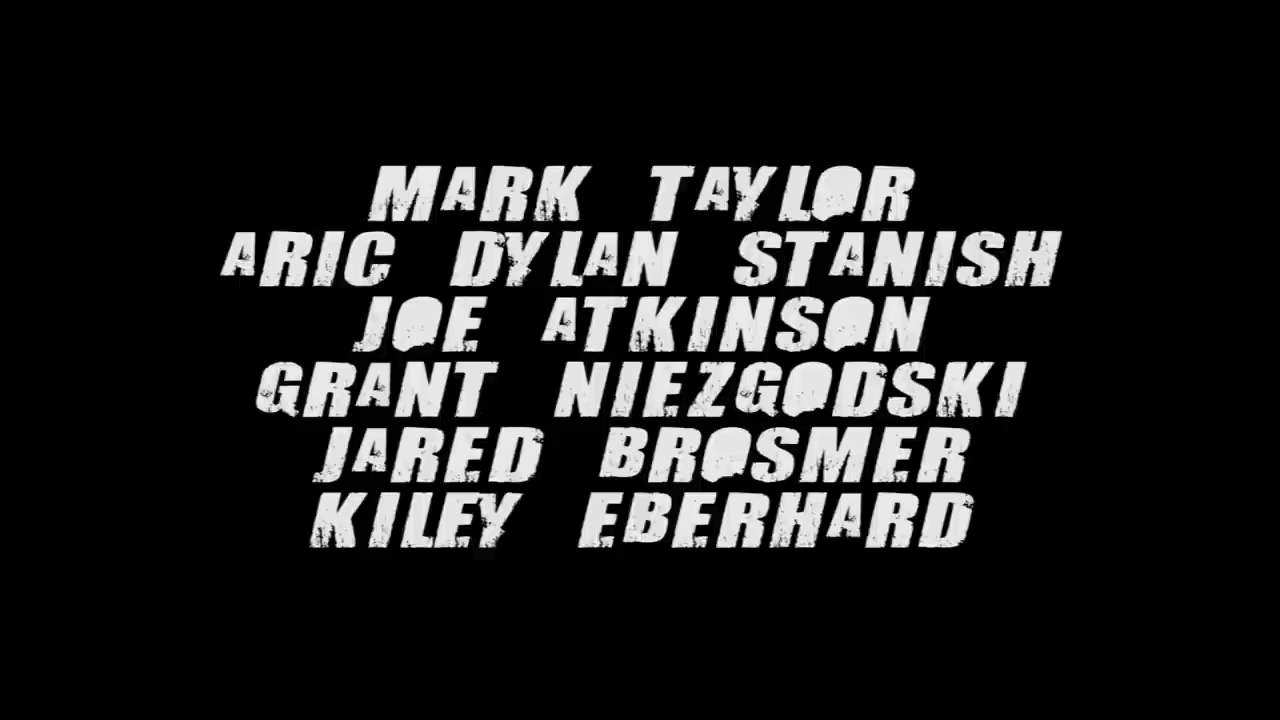 MARK TAYLOR
ARIC DYLAN STANISH
JOE ATKINSON
GRANT NIEZGODSKI
JARED BROSMER
KILEY EBERHARD